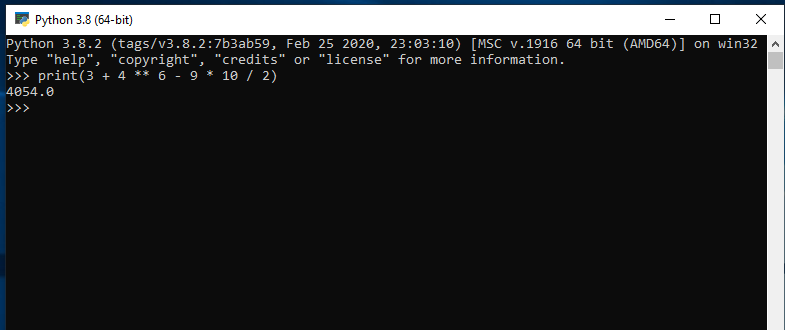 Python 3.8 (64-bit)
Python 3.8.2 (tags/v3.8.2:7b3ab59, Feb 25 2020, 23:03:10) [MSC v.1916 64 bit (AMD64)] on win32
Type "help", "copyright", "credits" or "license" for more information.
>>> print(3 + 4 ** 6 - 9 * 10 / 2)
4054.0
>>>